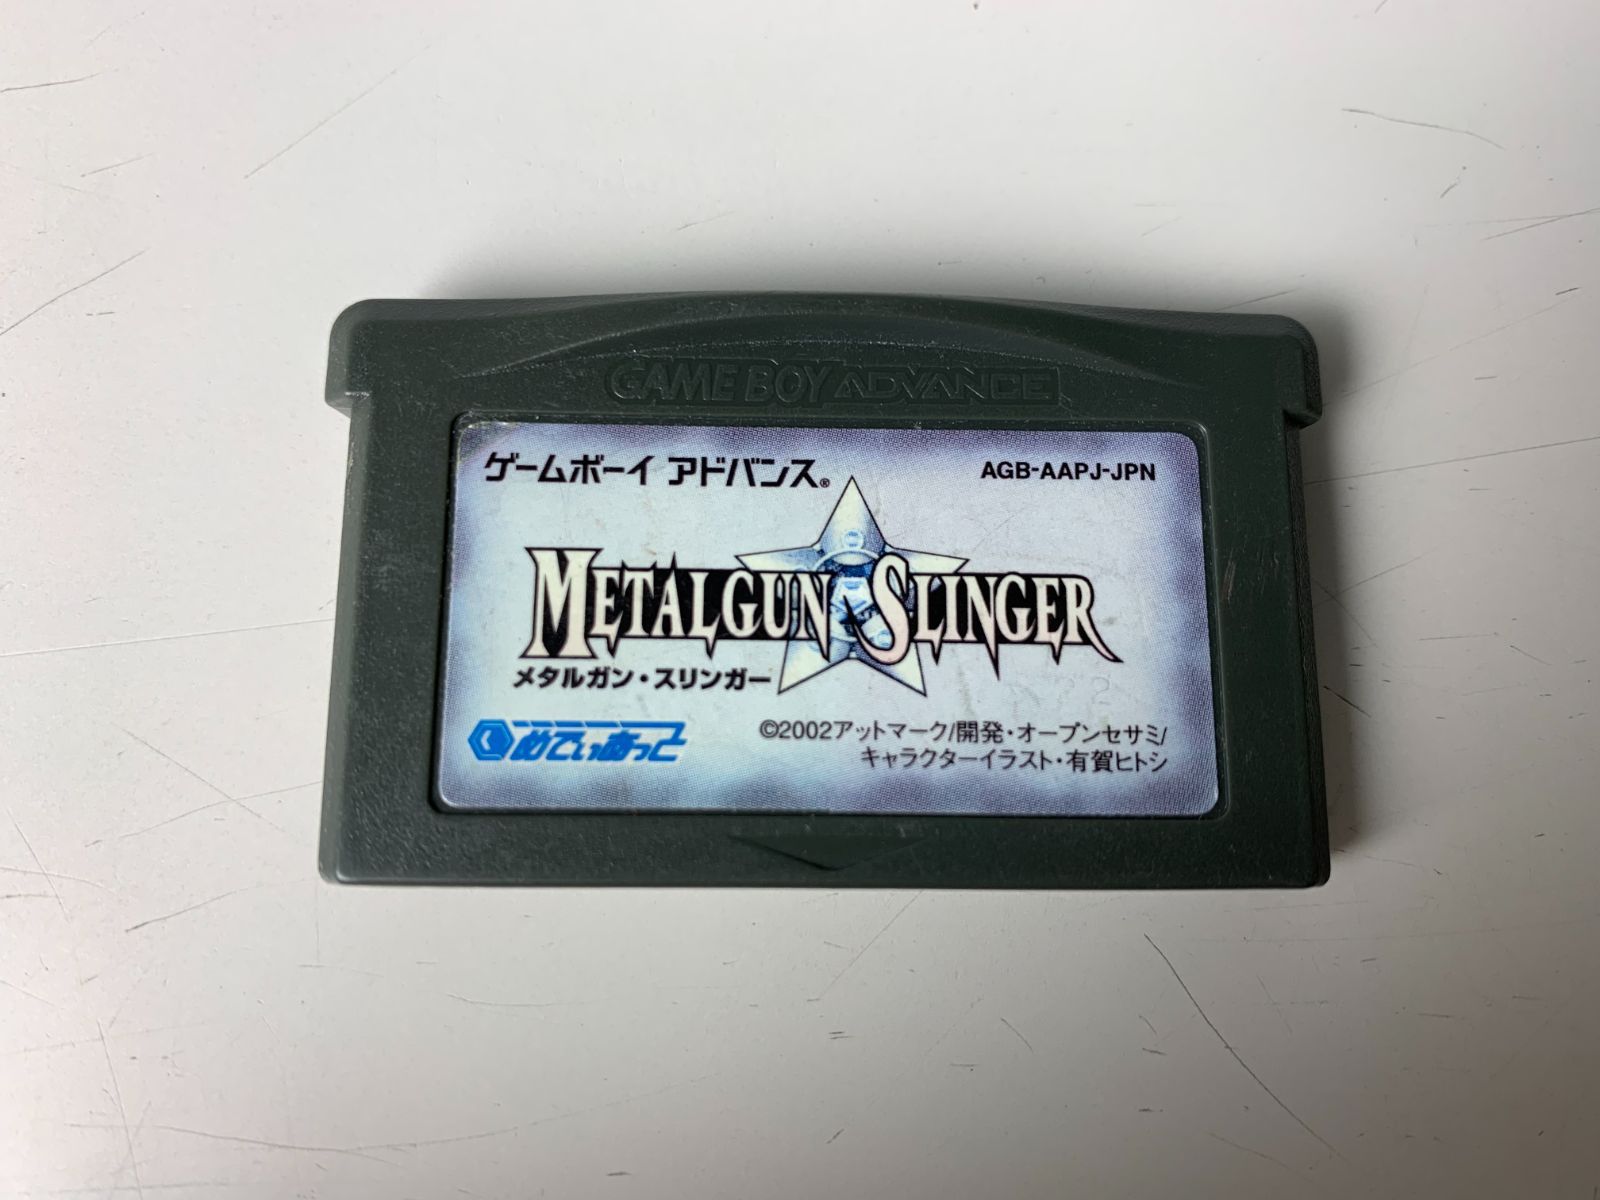 GAME BOY ADVANCE
ゲームボーイ アドバンス®
AGB-AAPJ-JPN
METALGUN SLINGER
メタルガン・スリンガー
めでぃあっと
©2002アットマーク/開発・オープンセサミ/
キャラクターイラスト・有賀ヒトシ